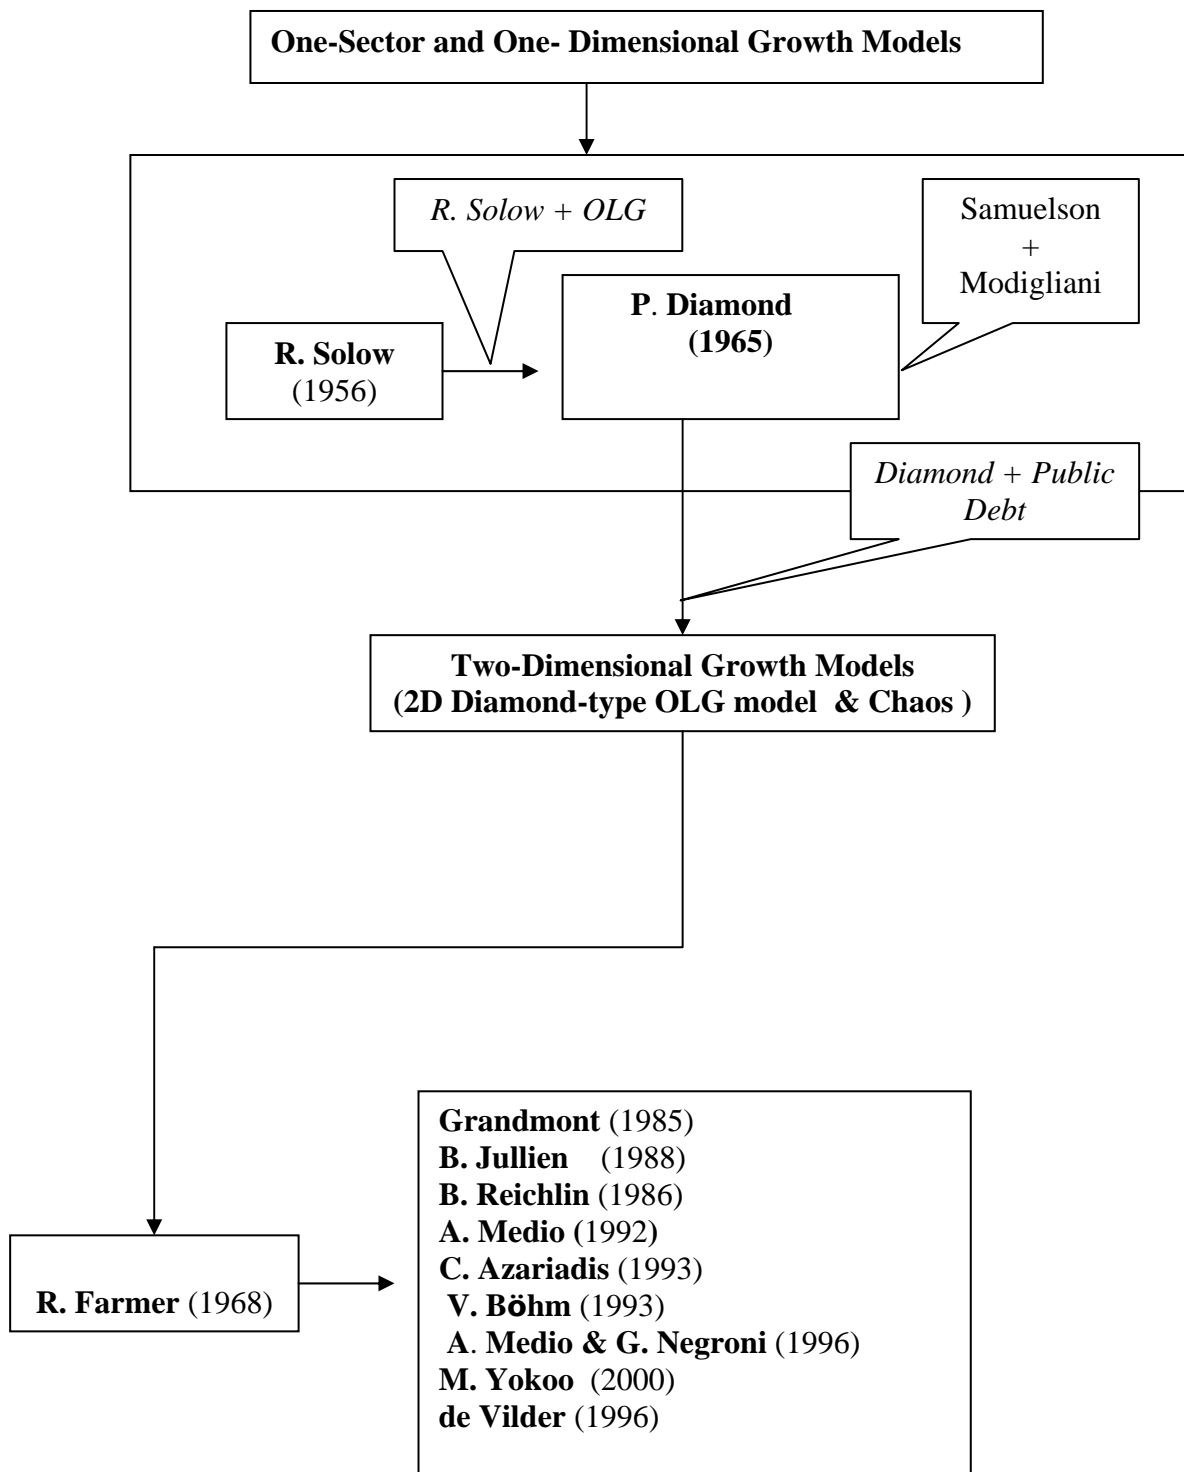 One-Sector and One- Dimensional Growth Models
R. Solow + OLG
Samuelson
+
Modigliani
P. Diamond
(1965)
R. Solow
(1956)
Diamond + Public
Debt
Two-Dimensional Growth Models
(2D Diamond-type OLG model & Chaos )
R. Farmer (1968)
Grandmont (1985)
B. Jullien (1988)
B. Reichlin (1986)
A. Medio (1992)
C. Azariadis (1993)
V. Böhm (1993)
A. Medio & G. Negroni (1996)
M. Yokoo (2000)
de Vilder (1996)